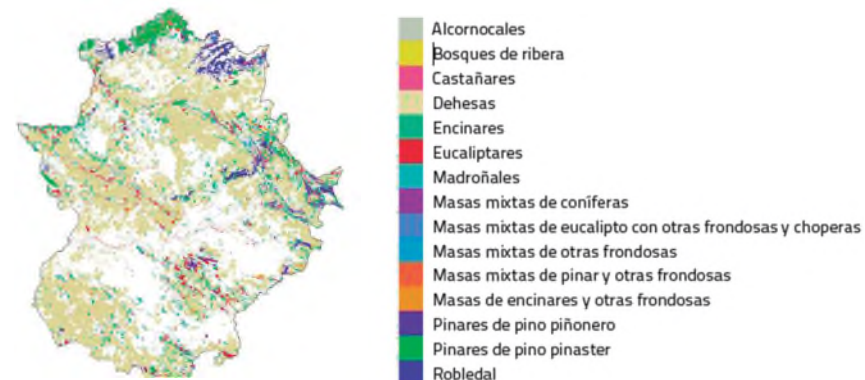 Alcornocales
Bosques de ribera
Castañares
Dehesas
Encinares
Eucaliptares
Madroñales
Masas mixtas de coníferas
Masas mixtas de eucalipto con otras frondosas y choperas
Masas mixtas de otras frondosas
Masas mixtas de pinar y otras frondosas
Masas de encinares y otras frondosas
Pinares de pino piñonero
Pinares de pino pinaster
Robledal